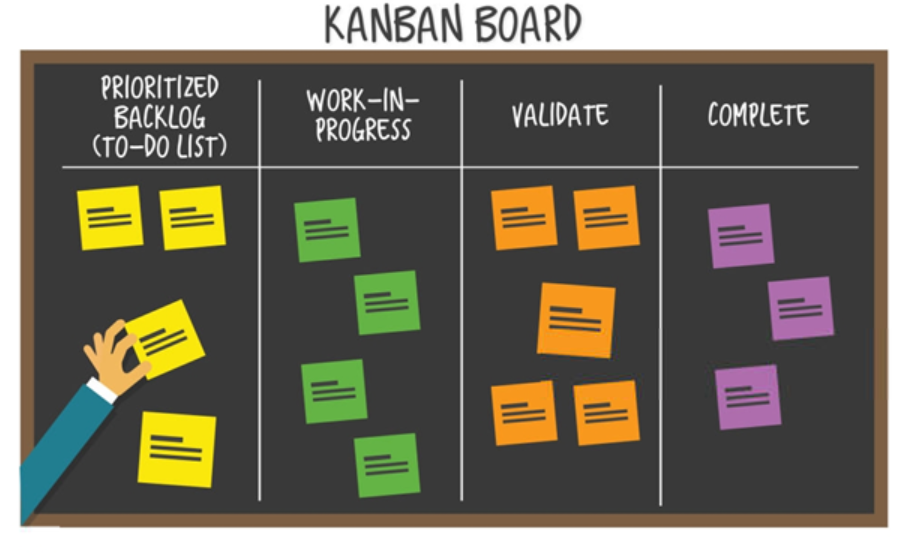 KANBAN BOARD
PRIORITIZED
BACKLOG
(TO-DO LIST)
WORK-IN-
PROGRESS
VALIDATE
COMPLETE